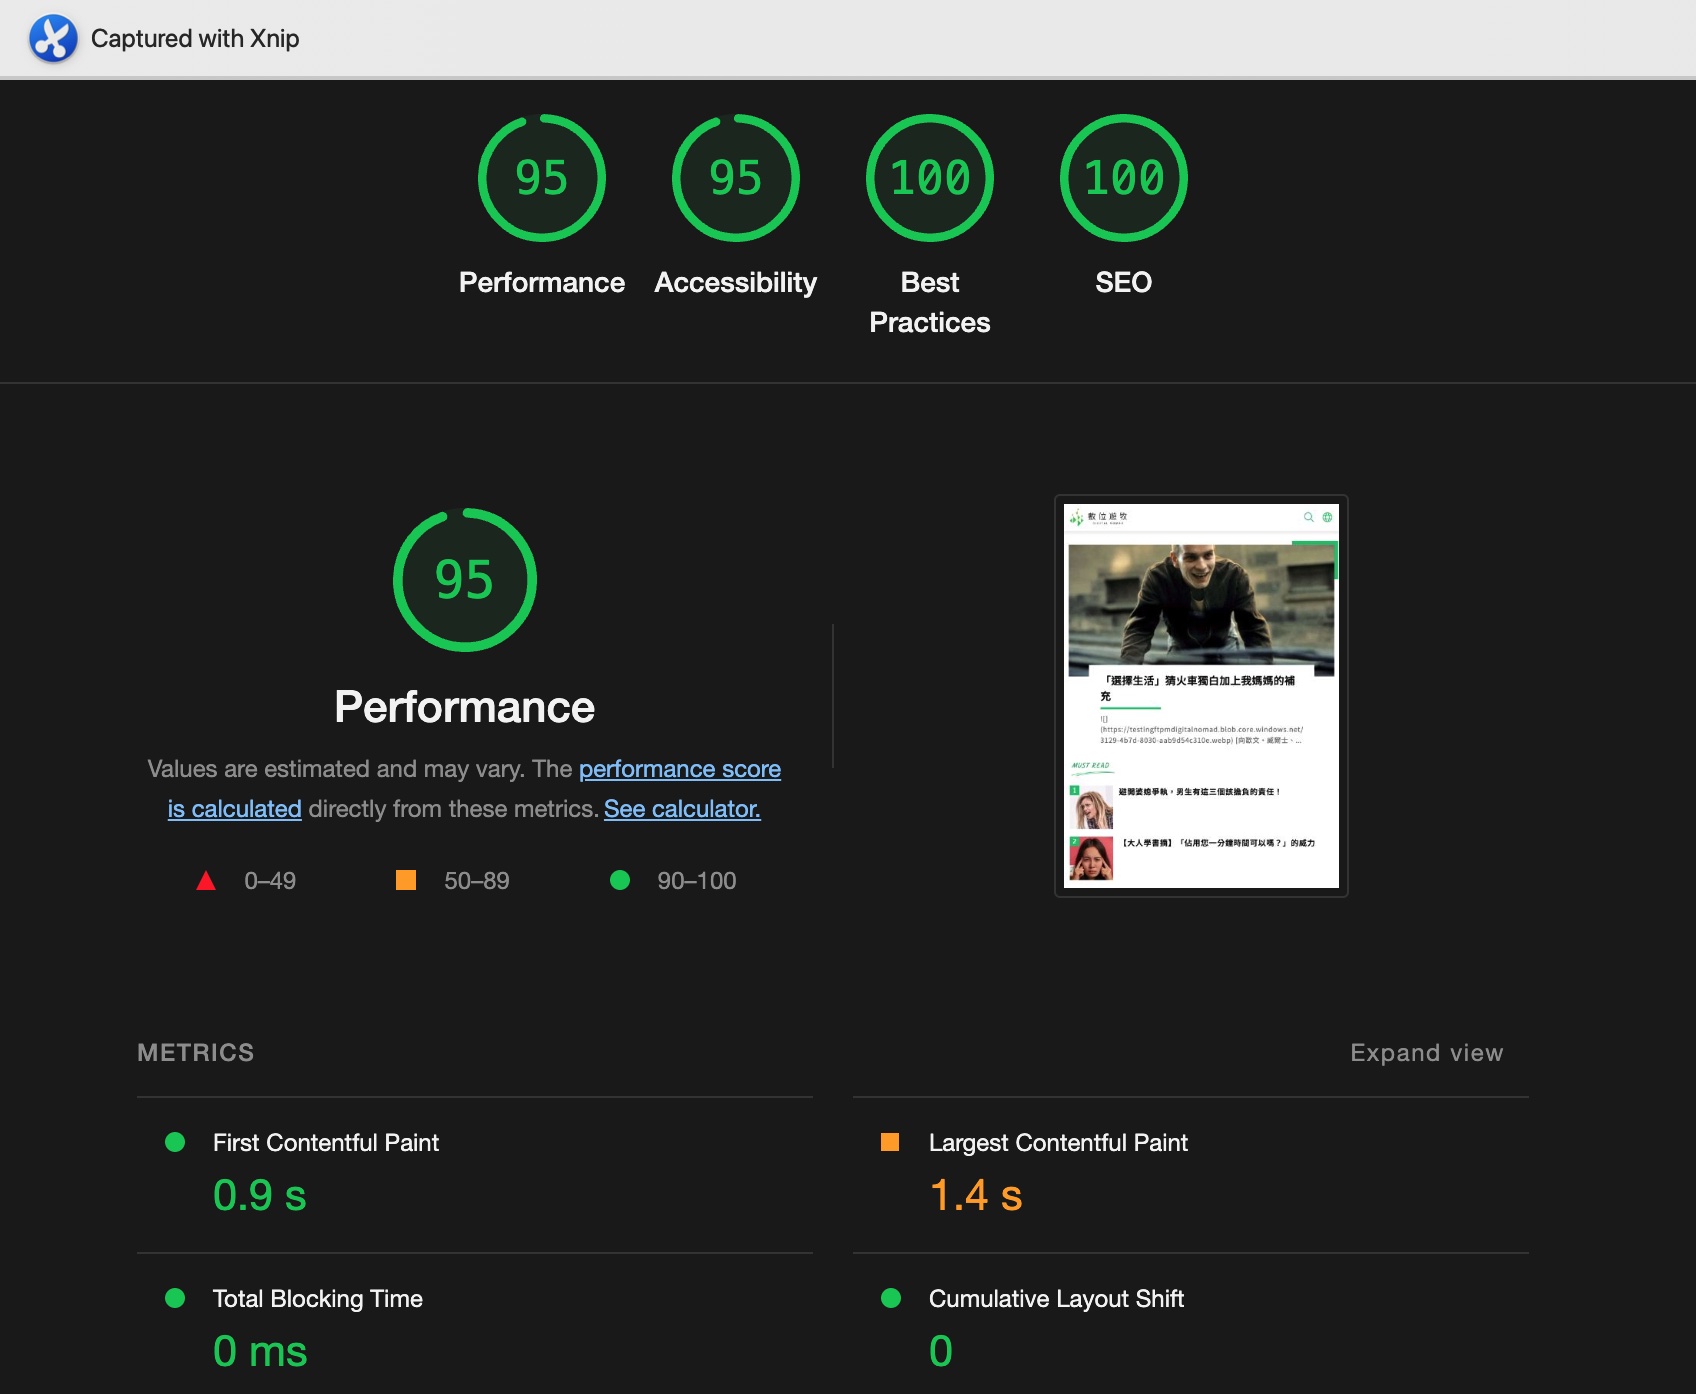 Captured with Xnip
95
95
100
100
Performance
Accessibility
Best
Practices
SEO
95
Performance
Values are estimated and may vary. The performance score
is calculated directly from these metrics. See calculator.
0–49
50–89
90–100
數位遊牧
「選擇生活」猜火車獨白加上我媽媽的補
充
![]
(https://testingftpmdigitalnomad.blob.core.windows.net/
3129-4b7d-8030-aab9d54c310e.webp)
MUST READ
1
避開婆媳爭執，男生有這三個該擔負的責任！
2
【大人學書摘】「佔用您一分鐘時間可以嗎？」的威力
METRICS
Expand view
First Contentful Paint
0.9 s
Largest Contentful Paint
1.4 s
Total Blocking Time
0 ms
Cumulative Layout Shift
0